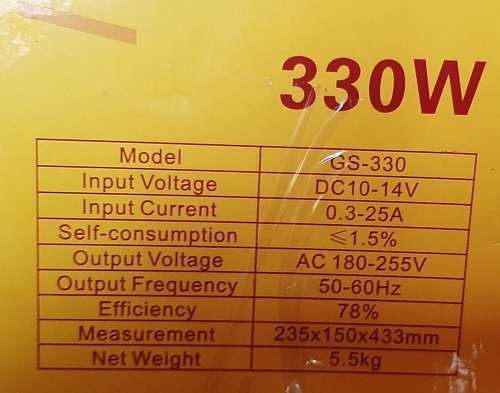 330W
Model GS-330
Input Voltage DC10-14V
Input Current 0.3-25A
Self-consumption ≤1.5%
Output Voltage AC 180-255V
Output Frequency 50-60Hz
Efficiency 78%
Measurement 235x150x433mm
Net Weight 5.5kg